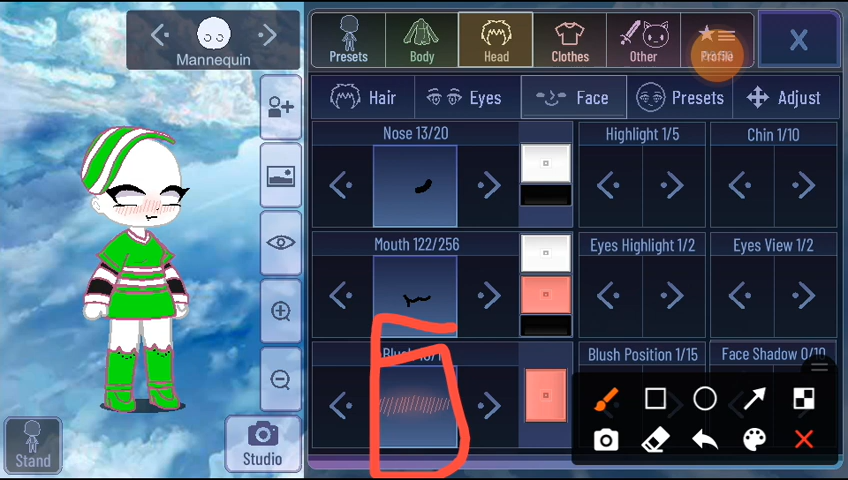 Mannequin
Presets
Body
Head
Clothes
Other
Profile
Hair
Eyes
Face
Presets
Adjust
Nose 13/20
Highlight 1/5
Chin 1/10
Mouth 122/256
Eyes Highlight 1/2
Eyes View 1/2
Blush Position 1/15
Face Shadow 0/10
Stand
Studio